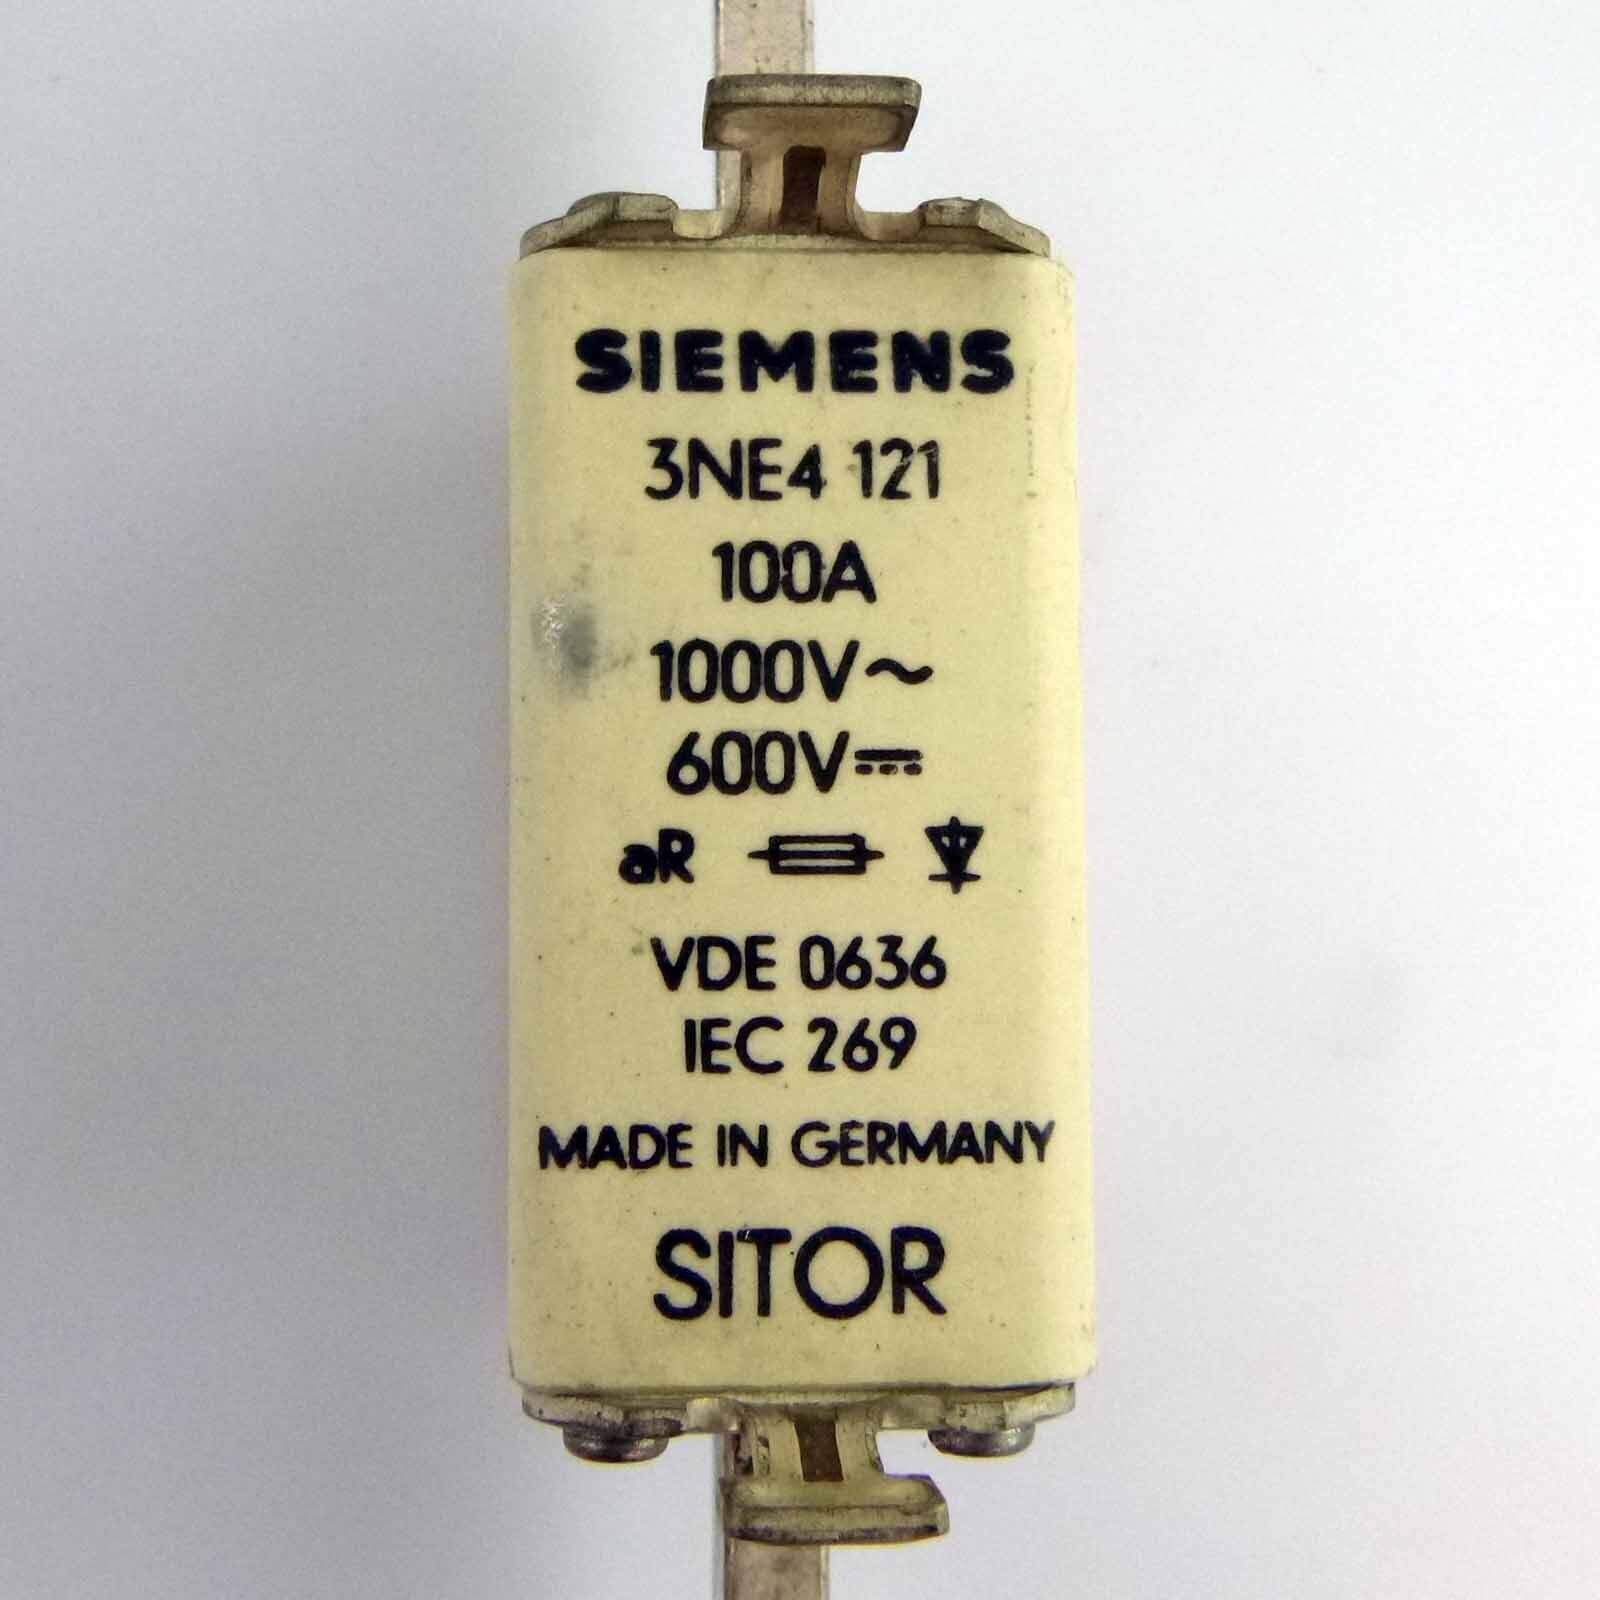 SIEMENS
3NE4 121
100A
1000V~
600V⎓
aR
VDE 0636
IEC 269
MADE IN GERMANY
SITOR